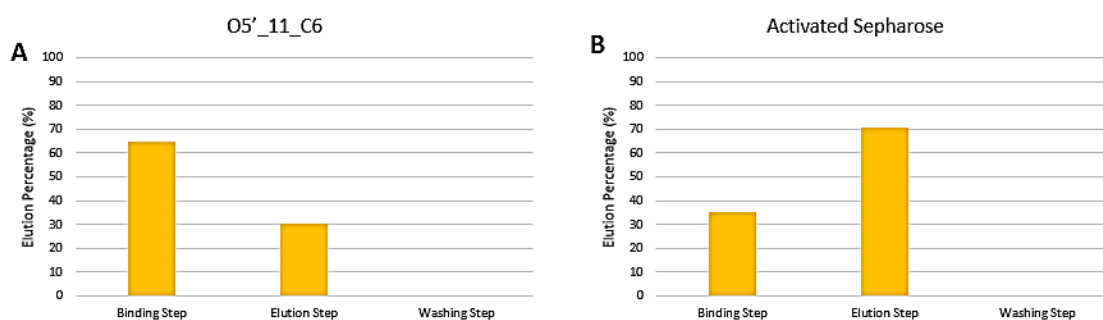 A
O5’_11_C6
Elution Percentage (%)
100
90
80
70
60
50
40
30
20
10
0
Binding Step
Elution Step
Washing Step
B
Activated Sepharose
Elution Percentage (%)
100
90
80
70
60
50
40
30
20
10
0
Binding Step
Elution Step
Washing Step